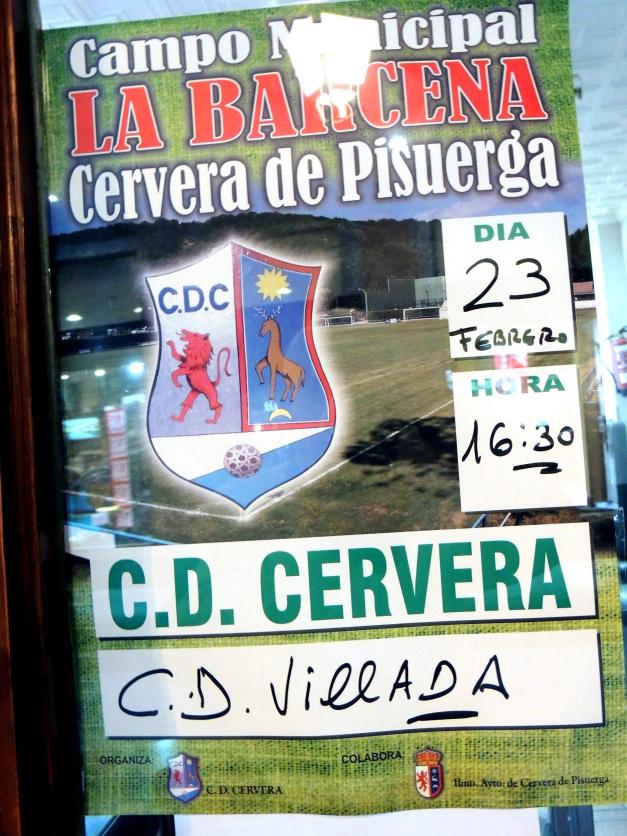 Campo Municipal
LA BARCENA
Cervera de Pisuerga
DIA
23
FEBRERO
HORA
16:30
C.D.C
C.D. CERVERA
C.D. VillADA
ORGANIZA:
C.D.C
C. D. CERVERA
COLABORA:
Ilmo. Ayto. de Cervera de Pisuerga